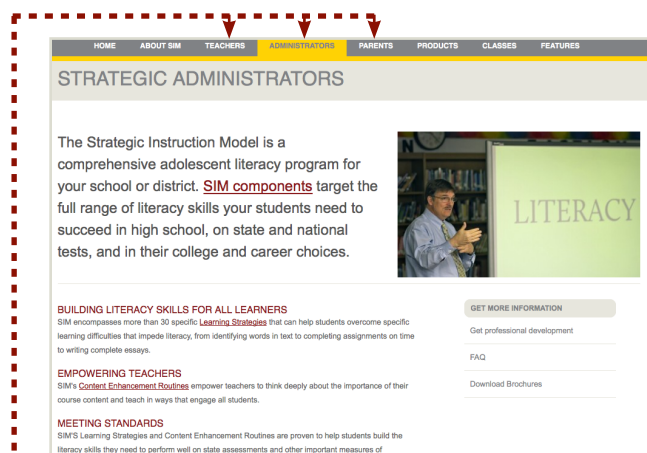 HOME ABOUT SIM TEACHERS ADMINISTRATORS PARENTS PRODUCTS CLASSES FEATURES
STRATEGIC ADMINISTRATORS
The Strategic Instruction Model is a
comprehensive adolescent literacy program for
your school or district. SIM components target the
full range of literacy skills your students need to
succeed in high school, on state and national
tests, and in their college and career choices.
N
LITERACY
BUILDING LITERACY SKILLS FOR ALL LEARNERS
SIM encompasses more than 30 specific Learning Strategies that can help students overcome specific
learning difficulties that impede literacy, from identifying words in text to completing assignments on time
to writing complete essays.
EMPOWERING TEACHERS
SIM's Content Enhancement Routines empower teachers to think deeply about the importance of their
course content and teach in ways that engage all students.
MEETING STANDARDS
SIM'S Learning Strategies and Content Enhancement Routines are proven to help students build the
literacy skills they need to perform well on state assessments and other important measures of
GET MORE INFORMATION
Get professional development
FAQ
Download Brochures